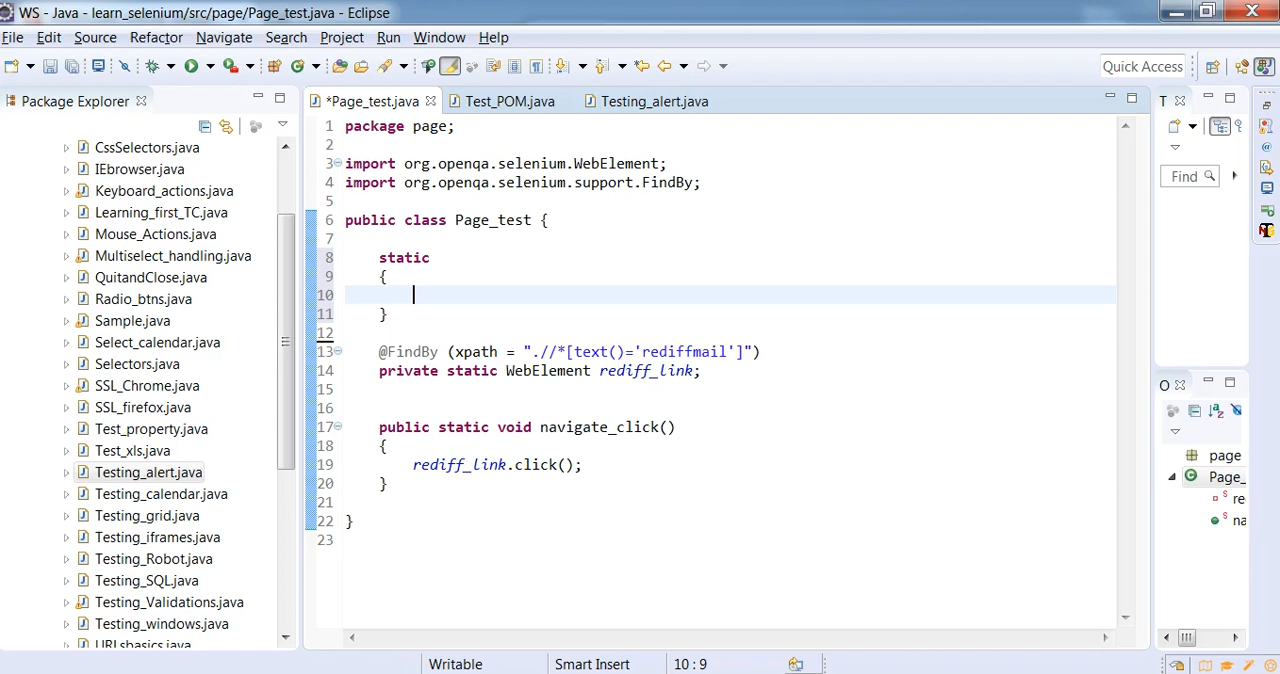 WS - Java - learn_selenium/src/page/Page_test.java - Eclipse
File Edit Source Refactor Navigate Search Project Run Window Help
Quick Access
Package Explorer
CssSelectors.java
IEbrowser.java
Keyboard_actions.java
Learning_first_TC.java
Mouse_Actions.java
Multiselect_handling.java
QuitandClose.java
Radio_btns.java
Sample.java
Select_calendar.java
Selectors.java
SSL_Chrome.java
SSL_firefox.java
Test_property.java
Test_xls.java
Testing_alert.java
Testing_calendar.java
Testing_grid.java
Testing_iframes.java
Testing_Robot.java
Testing_SQL.java
Testing_Validations.java
Testing_windows.java
URLsbasics.java
*Page_test.java Test_POM.java Testing_alert.java
1 package page;
2
3 import org.openqa.selenium.WebElement;
4 import org.openqa.selenium.support.FindBy;
5
6 public class Page_test {
7
8 static
9 {
10
11 }
12
13 @FindBy (xpath = ".//*[text()='rediffmail']")
14 private static WebElement rediff_link;
15
16
17 public static void navigate_click()
18 {
19 rediff_link.click();
20 }
21
22 }
23
T
Find
O
page
Page_
re
na
Writable Smart Insert 10 : 9